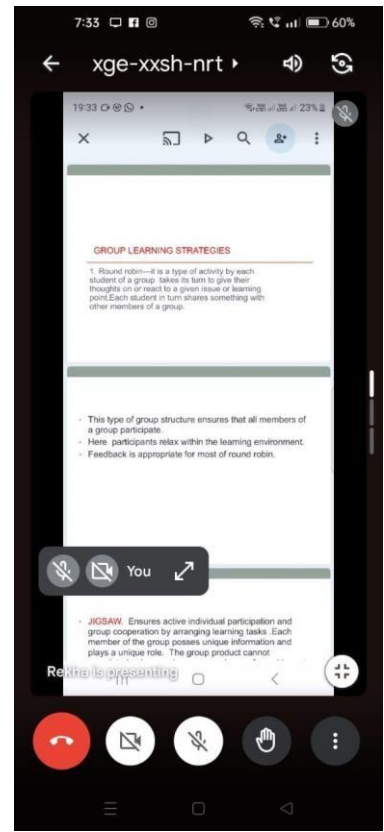 7:33 60%
xge-xxsh-nrt
19:33 23%
GROUP LEARNING STRATEGIES
1. Round robin—it is a type of activity by each
student of a group takes its turn to give their
thoughts on or react to a given issue or learning
point.Each student in turn shares something with
other members of a group.
- This type of group structure ensures that all members of
a group participate.
- Here participants relax within the learning environment.
- Feedback is appropriate for most of round robin.
You
- JIGSAW. Ensures active individual participation and
group cooperation by arranging learning tasks .Each
member of the group posses unique information and
plays a unique role. The group product cannot
Rekha is presenting